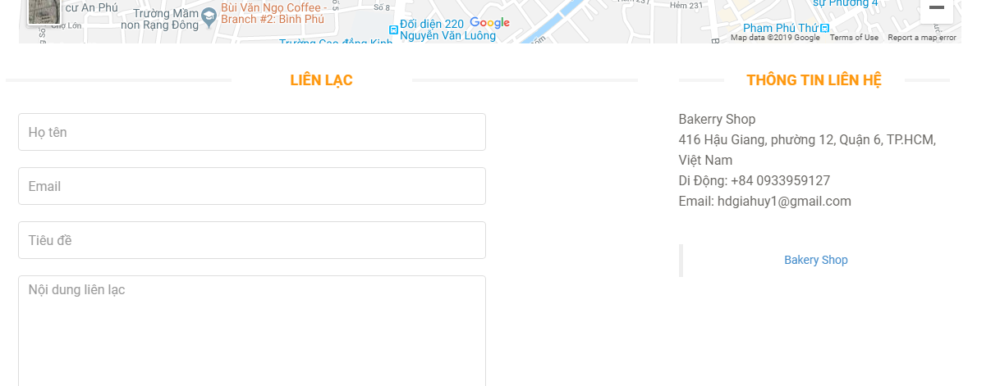 cư An Phú
Chợ Lớn
Trường Mầm
non Rạng Đông
Bùi Văn Ngọ Coffee -
Branch #2: Bình Phú
Số 8
Đối diện 220
Nguyễn Văn Luông
Google
Trường Cao đẳng Kinh
Hẻm 231
Phạm Phú Thứ
sự Phường 4
Map data ©2019 Google
Terms of Use
Report a map error
LIÊN LẠC
Họ tên
Email
Tiêu đề
Nội dung liên lạc
THÔNG TIN LIÊN HỆ
Bakerry Shop
416 Hậu Giang, phường 12, Quận 6, TP.HCM,
Việt Nam
Di Động: +84 0933959127
Email: hdgiahuy1@gmail.com
Bakery Shop